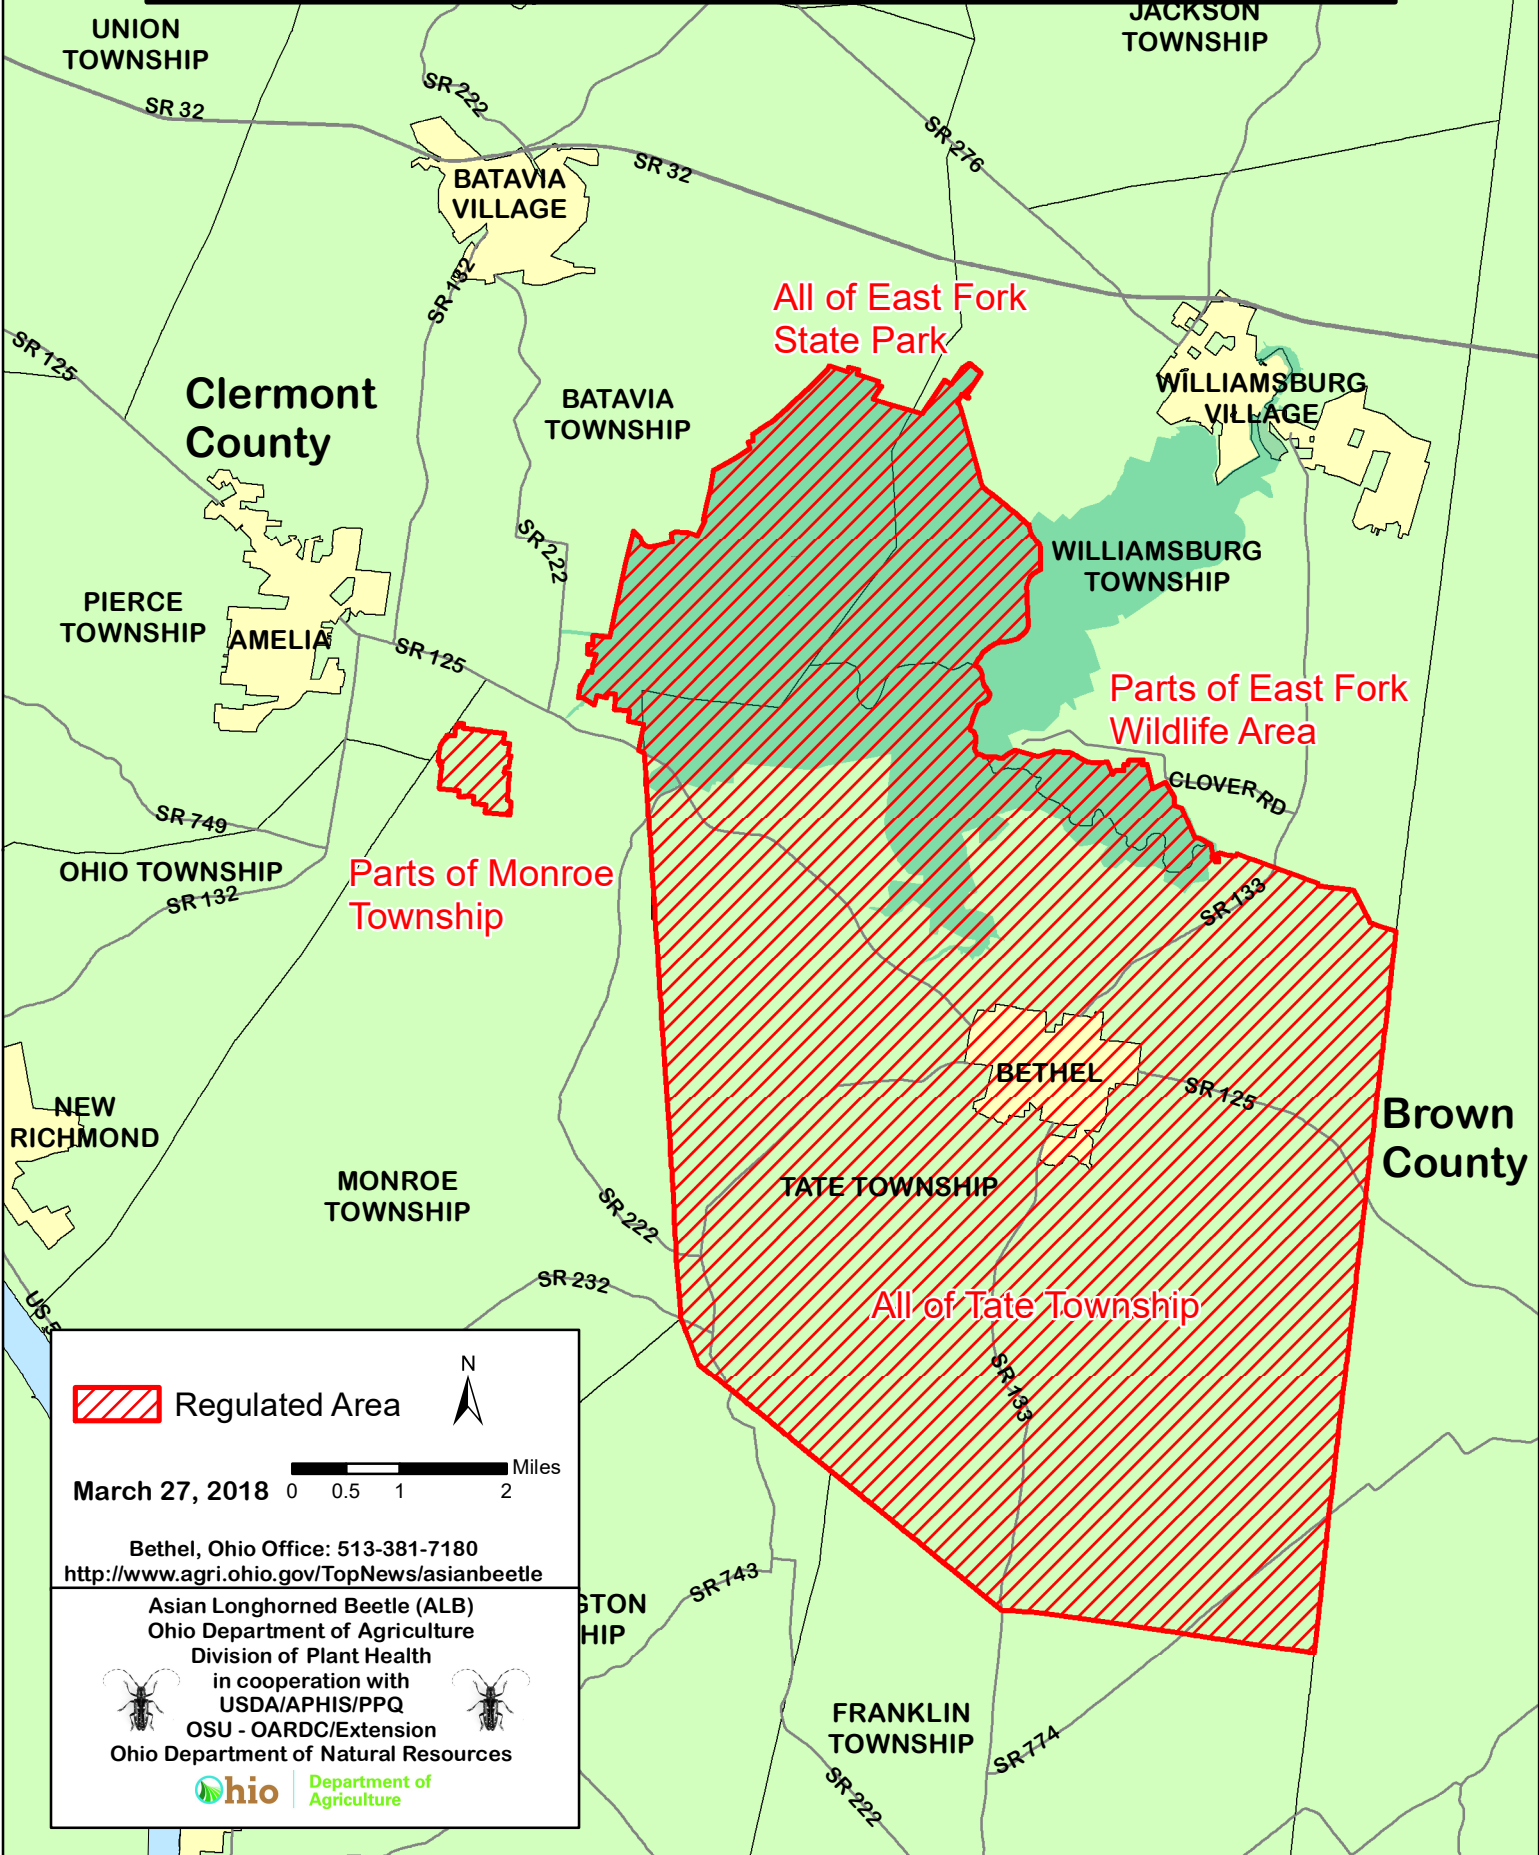 UNION
TOWNSHIP
JACKSON
TOWNSHIP
SR 32
SR 222
BATAVIA
VILLAGE
SR 32
SR 276
SR 132
All of East Fork
State Park
SR 125
Clermont
County
BATAVIA
TOWNSHIP
WILLIAMSBURG
VILLAGE
SR 222
WILLIAMSBURG
TOWNSHIP
PIERCE
TOWNSHIP
AMELIA
SR 125
Parts of East Fork
Wildlife Area
CLOVER RD
SR 749
OHIO TOWNSHIP
SR 132
Parts of Monroe
Township
SR 133
NEW
RICHMOND
BETHEL
SR 125
Brown
County
MONROE
TOWNSHIP
TATE TOWNSHIP
SR 222
SR 232
All of Tate Township
US 5
SR 133
N
Regulated Area
Miles
March 27, 2018
0 0.5 1 2
Bethel, Ohio Office: 513-381-7180
http://www.agri.ohio.gov/TopNews/asianbeetle
Asian Longhorned Beetle (ALB)
Ohio Department of Agriculture
Division of Plant Health
in cooperation with
USDA/APHIS/PPQ
OSU - OARDC/Extension
Ohio Department of Natural Resources
Ohio
Department of
Agriculture
SR 743
GTON
HIP
FRANKLIN
TOWNSHIP
SR 774
SR 222